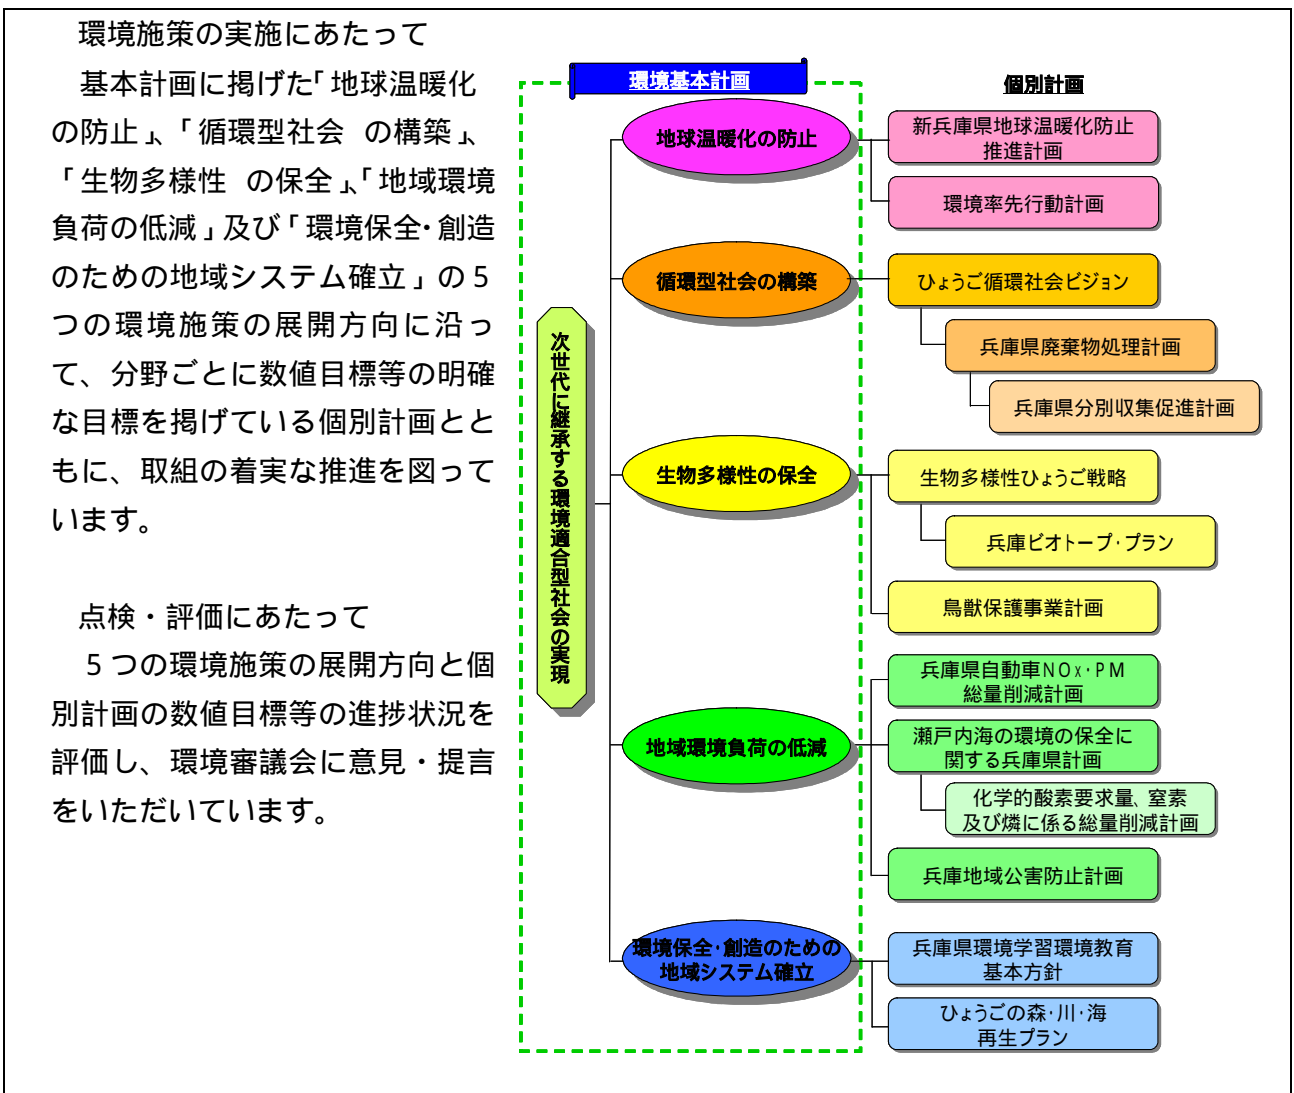 環境施策の実施にあたって
基本計画に掲げた「地球温暖化
の防止」、「循環型社会 の構築」、
「生物多様性 の保全」、「地域環境
負荷の低減」及び「環境保全・創造
のための地域システム確立」の5
つの環境施策の展開方向に沿っ
て、分野ごとに数値目標等の明確
な目標を掲げている個別計画とと
もに、取組の着実な推進を図って
います。
点検・評価にあたって
5つの環境施策の展開方向と個
別計画の数値目標等の進捗状況を
評価し、環境審議会に意見・提言
をいただいています。
環境基本計画
個別計画
次世代に継承する環境適合型社会の実現
地球温暖化の防止
新兵庫県地球温暖化防止
推進計画
環境率先行動計画
循環型社会の構築
ひょうご循環社会ビジョン
兵庫県廃棄物処理計画
兵庫県分別収集促進計画
生物多様性の保全
生物多様性ひょうご戦略
兵庫ビオトープ・プラン
鳥獣保護事業計画
地域環境負荷の低減
兵庫県自動車NOx・PM
総量削減計画
瀬戸内海の環境の保全に
関する兵庫県計画
化学的酸素要求量、窒素
及び燐に係る総量削減計画
兵庫地域公害防止計画
環境保全・創造のための
地域システム確立
兵庫県環境学習環境教育
基本方針
ひょうごの森・川・海
再生プラン